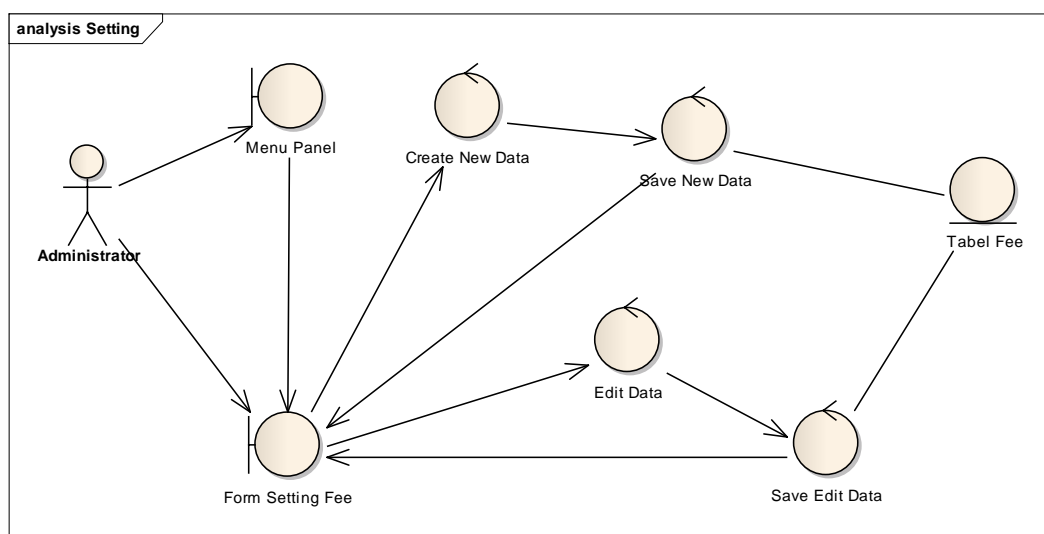 analysis Setting
Menu Panel
Create New Data
Save New Data
Administrator
Tabel Fee
Edit Data
Form Setting Fee
Save Edit Data